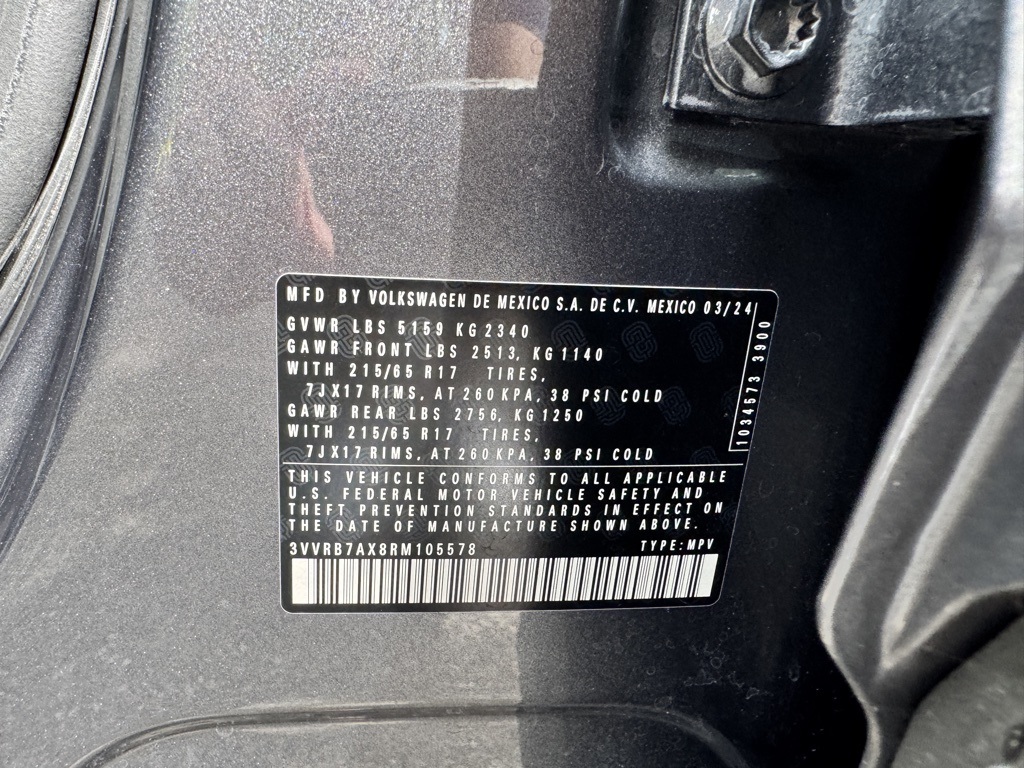 MFD BY VOLKSWAGEN DE MEXICO S.A. DE C.V. MEXICO 03/24
GVWR LBS 5159 KG 2340
GAWR FRONT LBS 2513, KG 1140
WITH 215/65 R17 TIRES,
7JX17 RIMS, AT 260 KPA, 38 PSI COLD
GAWR REAR LBS 2756, KG 1250
WITH 215/65 R17 TIRES,
7JX17 RIMS, AT 260 KPA, 38 PSI COLD
1034573 3900
THIS VEHICLE CONFORMS TO ALL APPLICABLE
U.S. FEDERAL MOTOR VEHICLE SAFETY AND
THEFT PREVENTION STANDARDS IN EFFECT ON
THE DATE OF MANUFACTURE SHOWN ABOVE.
3VVRB7AX8RM105578 TYPE: MPV